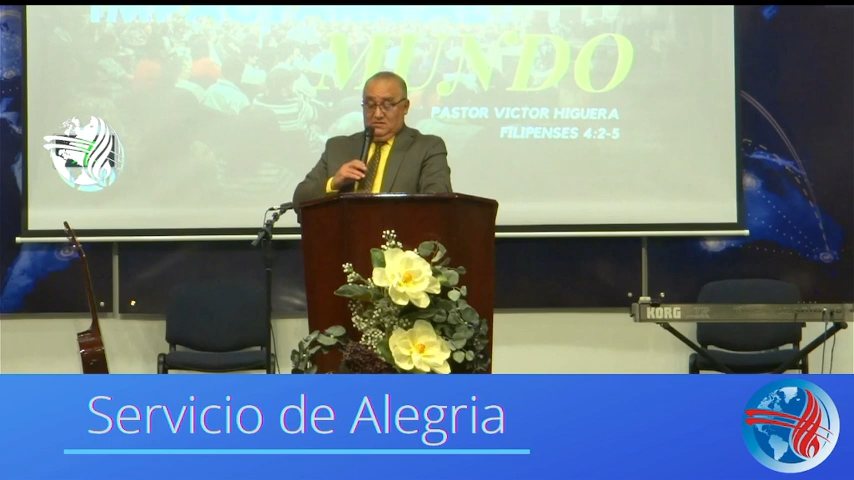 MUNDO
PASTOR VICTOR HIGUERA
FILIPENSES 4:2-5
KORG
Servicio de Alegria